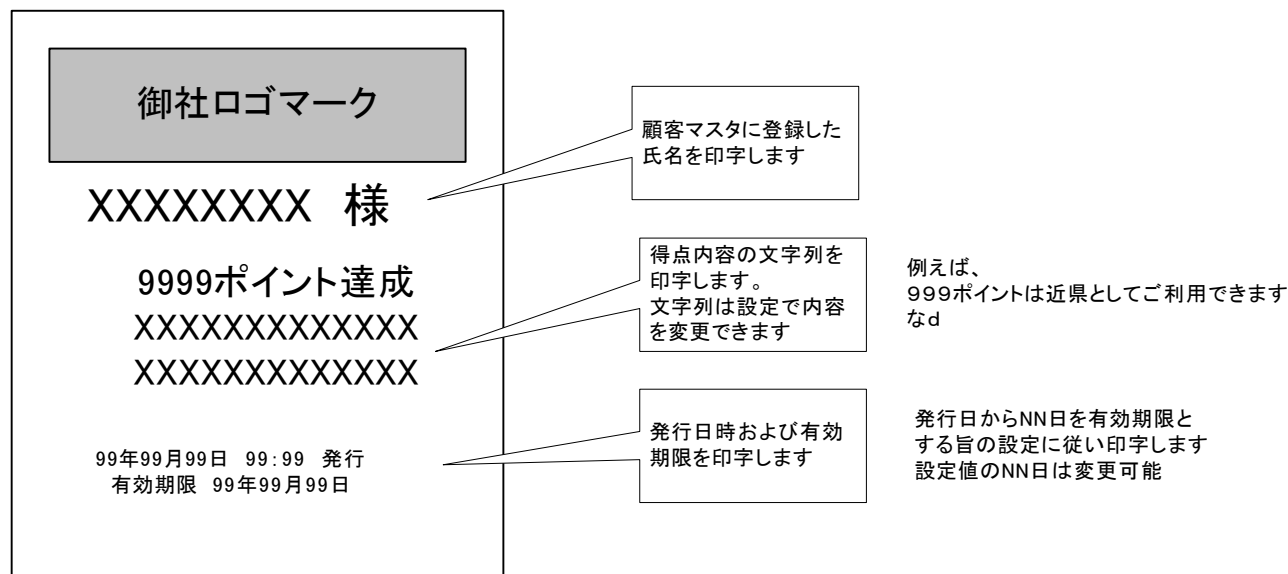 御社ロゴマーク
XXXXXXXX 様
9999ポイント達成
XXXXXXXXXXXXX
XXXXXXXXXXXXX
99年99月99日 99:99 発行
有効期限 99年99月99日
顧客マスタに登録した
氏名を印字します
得点内容の文字列を
印字します。
文字列は設定で内容
を変更できます
例えば、
999ポイントは近県としてご利用できます
なd
発行日時および有効
期限を印字します
発行日からNN日を有効期限と
する旨の設定に従い印字します
設定値のNN日は変更可能